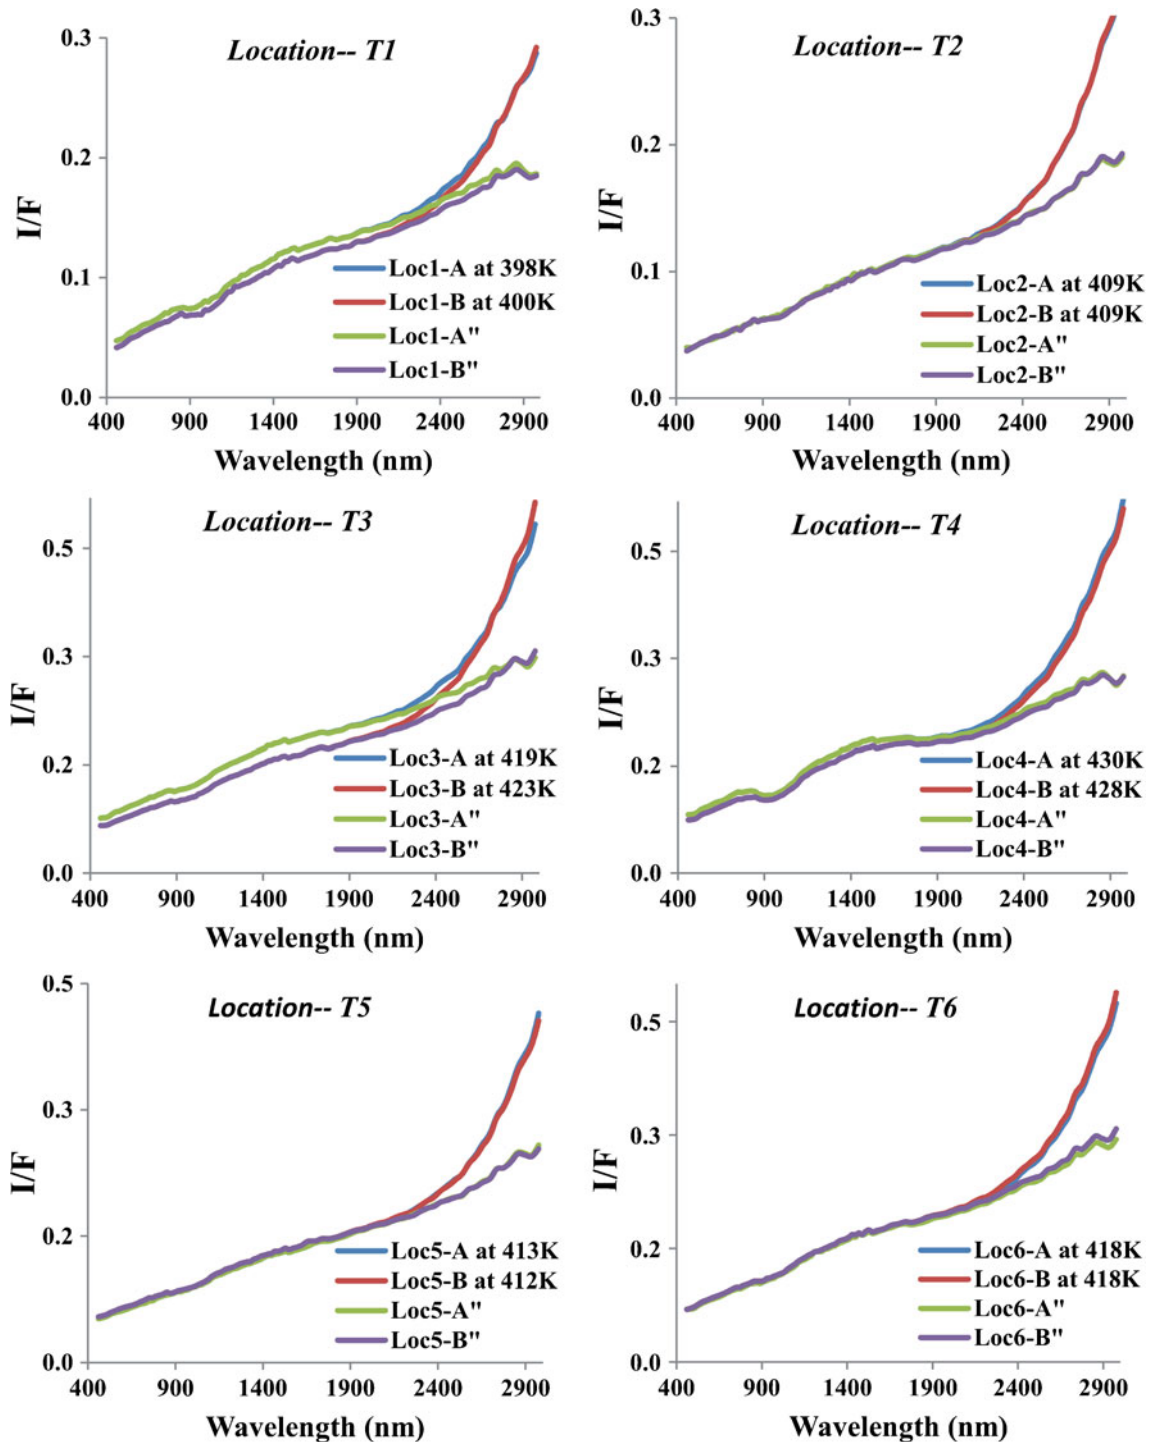 Location-- T1
I/F
0.3
0.2
0.1
0.0
400 900 1400 1900 2400 2900
Wavelength (nm)
Loc1-A at 398K
Loc1-B at 400K
Loc1-A"
Loc1-B"
Location-- T2
I/F
0.3
0.2
0.1
0.0
400 900 1400 1900 2400 2900
Wavelength (nm)
Loc2-A at 409K
Loc2-B at 409K
Loc2-A"
Loc2-B"
Location-- T3
I/F
0.5
0.3
0.2
0.0
400 900 1400 1900 2400 2900
Wavelength (nm)
Loc3-A at 419K
Loc3-B at 423K
Loc3-A"
Loc3-B"
Location-- T4
I/F
0.5
0.3
0.2
0.0
400 900 1400 1900 2400 2900
Wavelength (nm)
Loc4-A at 430K
Loc4-B at 428K
Loc4-A"
Loc4-B"
Location-- T5
I/F
0.5
0.3
0.2
0.0
400 900 1400 1900 2400 2900
Wavelength (nm)
Loc5-A at 413K
Loc5-B at 412K
Loc5-A"
Loc5-B"
Location-- T6
I/F
0.5
0.3
0.2
0.0
400 900 1400 1900 2400 2900
Wavelength (nm)
Loc6-A at 418K
Loc6-B at 418K
Loc6-A"
Loc6-B"